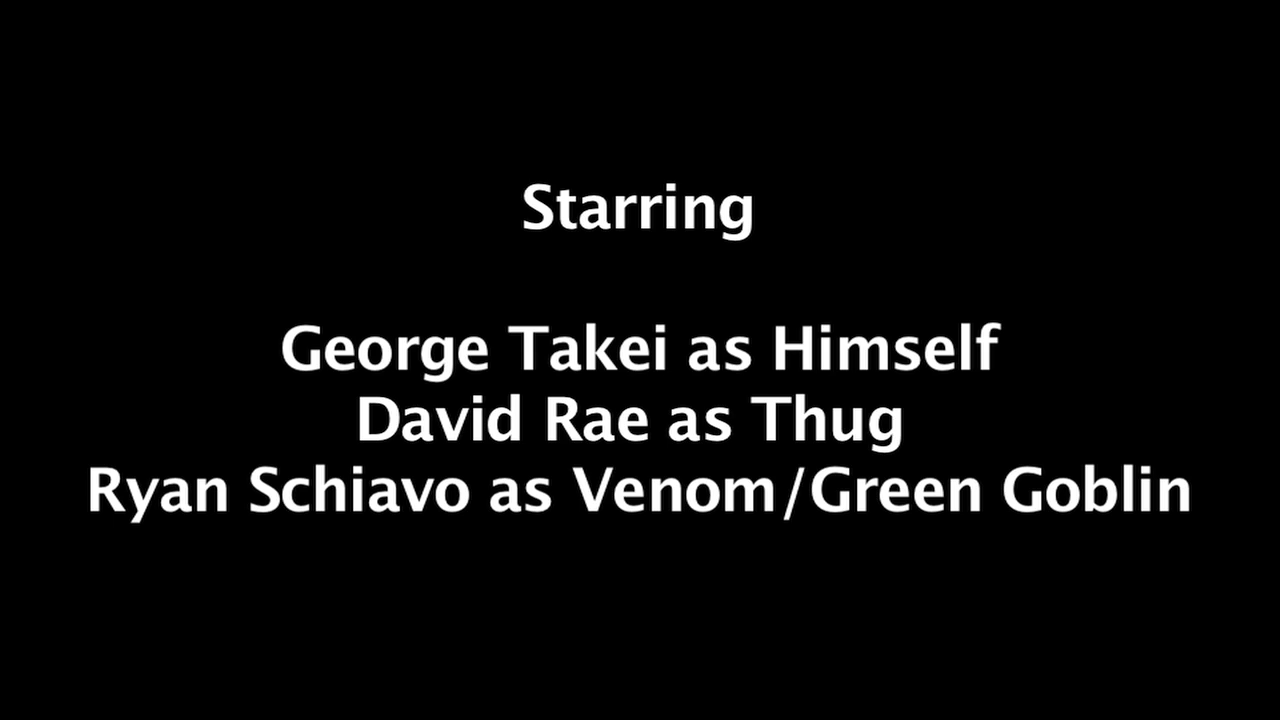 Starring
George Takei as Himself
David Rae as Thug
Ryan Schiavo as Venom/Green Goblin